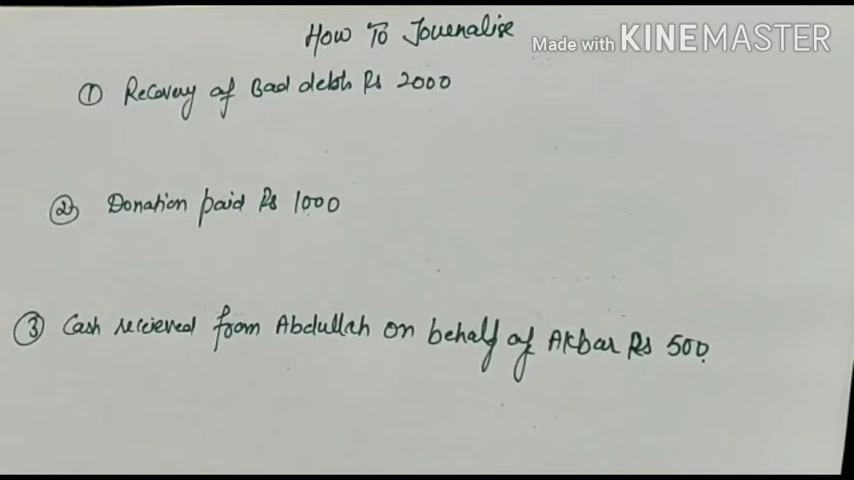 How To Journalise
Made with KINEMASTER
① Recovery of Bad debts Rs 2000
② Donation paid Rs 1000
③ Cash recieved from Abdullah on behalf of Akbar Rs 500.